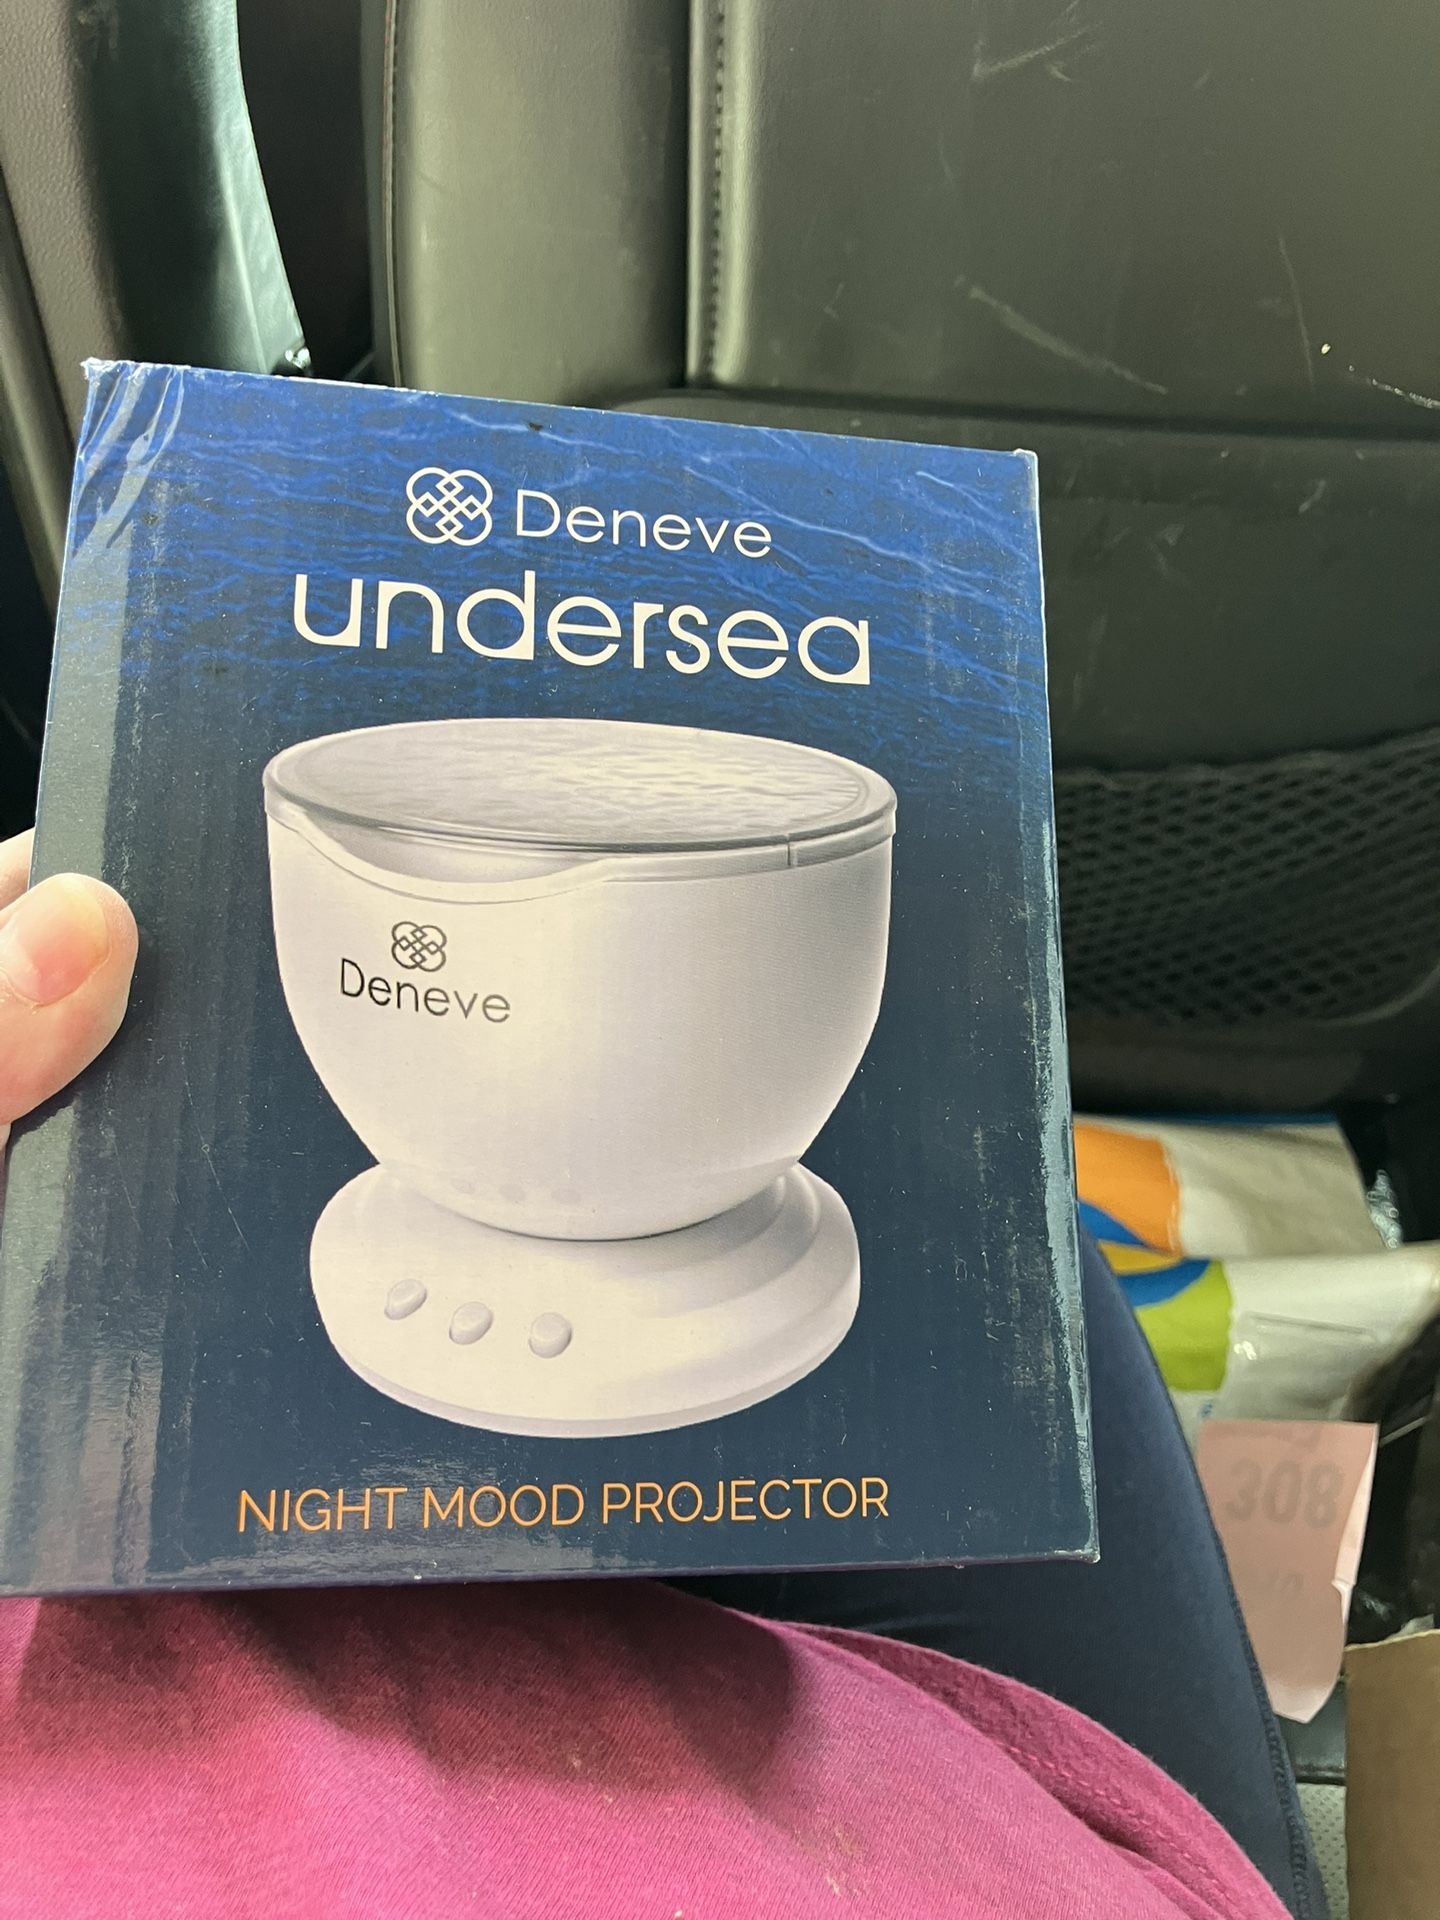 Deneve
undersea
Deneve
NIGHT MOOD PROJECTOR
308